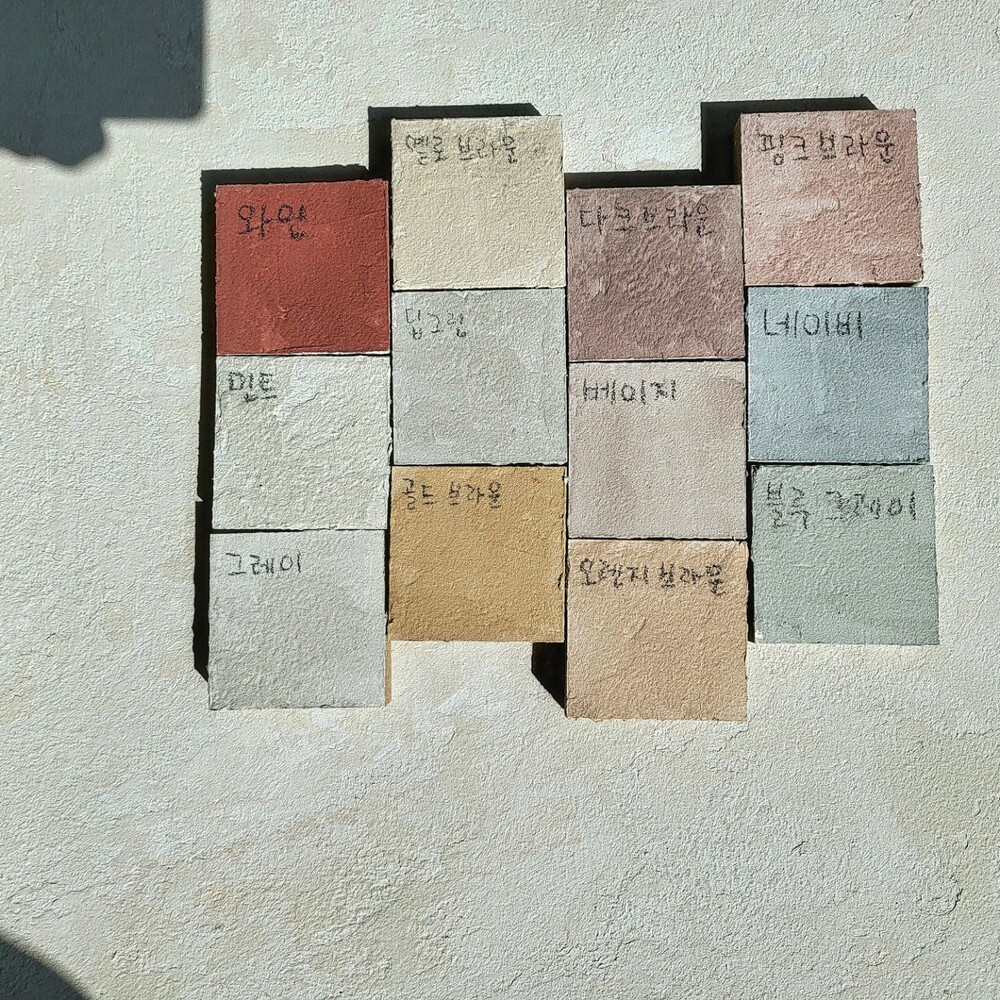 와인
민트
그레이
옐로 브라운
딥그린
골드 브라운
다크브라운
베이지
오렌지 브라운
핑크브라운
네이비
블루 그레이